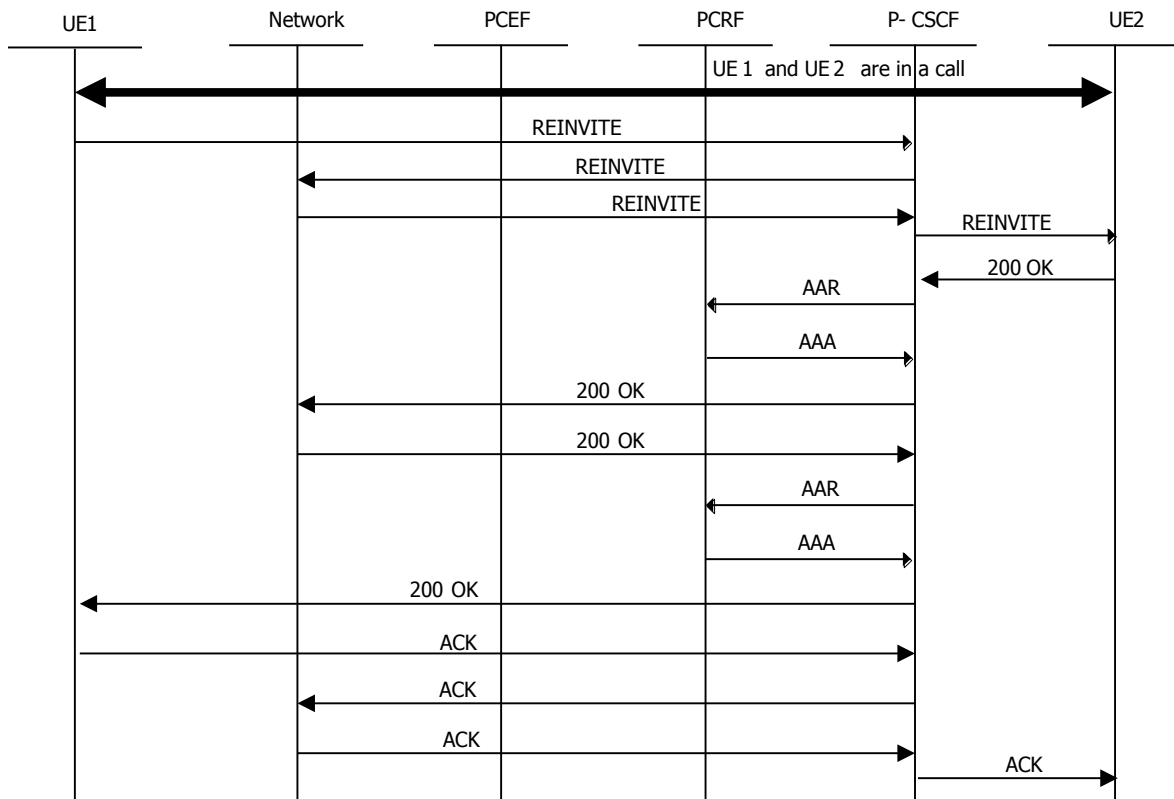 UE1 Network PCEF PCRF P- CSCF UE2
UE 1 and UE 2 are in a call
REINVITE
REINVITE
REINVITE
REINVITE
200 OK
AAR
AAA
200 OK
200 OK
AAR
AAA
200 OK
ACK
ACK
ACK
ACK